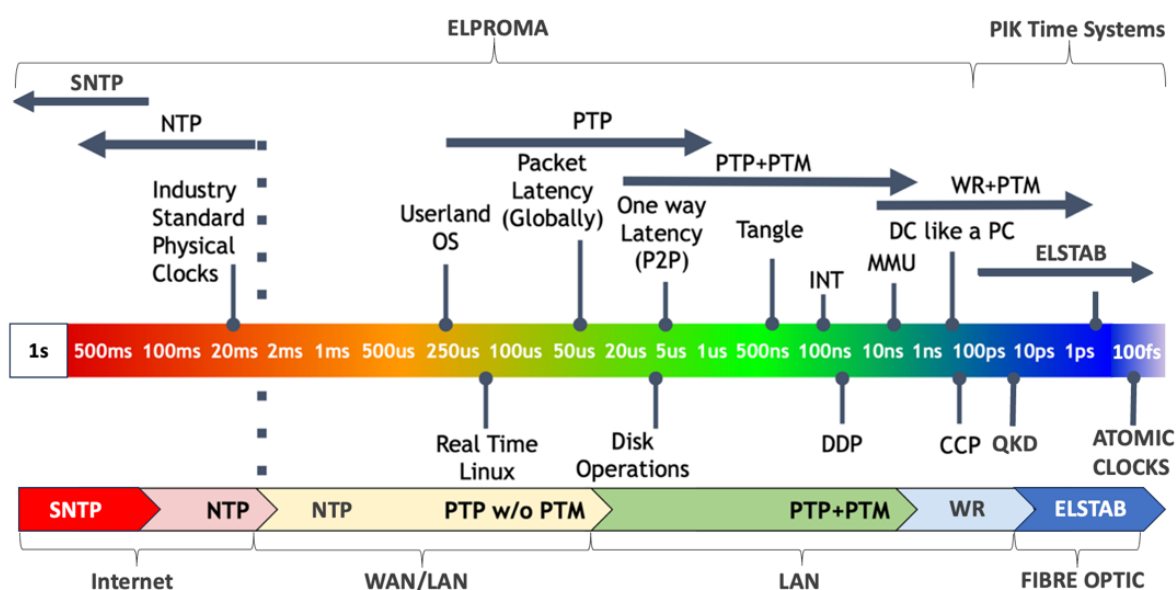 ELPROMA
PIK Time Systems
SNTP
NTP
PTP
PTP+PTM
WR+PTM
ELSTAB
Industry
Standard
Physical
Clocks
Userland
OS
Packet
Latency
(Globally)
One way
Latency
(P2P)
Tangle
INT
MMU
DC like a PC
1s 500ms 100ms 20ms 2ms 1ms 500us 250us 100us 50us 20us 5us 1us 500ns 100ns 10ns 1ns 100ps 10ps 1ps 100fs
Real Time
Linux
Disk
Operations
DDP
CCP
QKD
ATOMIC
CLOCKS
SNTP NTP NTP PTP w/o PTM PTP+PTM WR ELSTAB
Internet WAN/LAN LAN FIBRE OPTIC